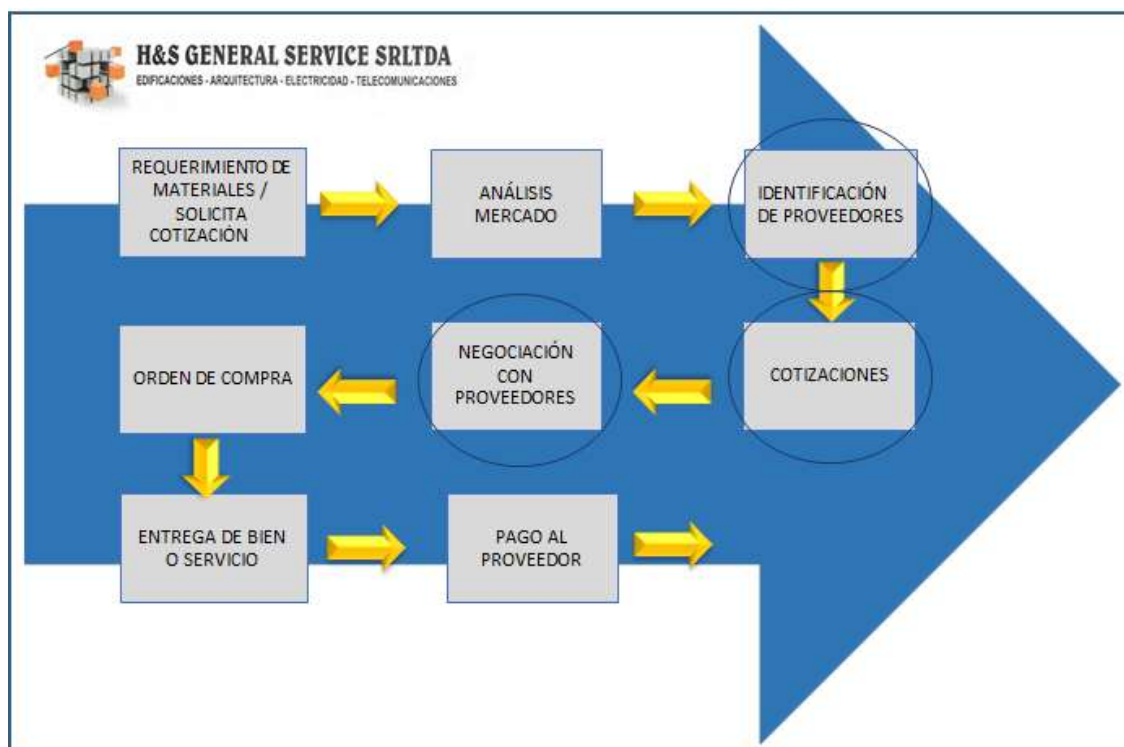 H&S GENERAL SERVICE SRLTDA
EDIFICACIONES - ARQUITECTURA - ELECTRICIDAD - TELECOMUNICACIONES
REQUERIMIENTO DE
MATERIALES /
SOLICITA
COTIZACIÓN
ANÁLISIS
MERCADO
IDENTIFICACIÓN
DE PROVEEDORES
COTIZACIONES
NEGOCIACIÓN
CON
PROVEEDORES
ORDEN DE COMPRA
ENTREGA DE BIEN
O SERVICIO
PAGO AL
PROVEEDOR